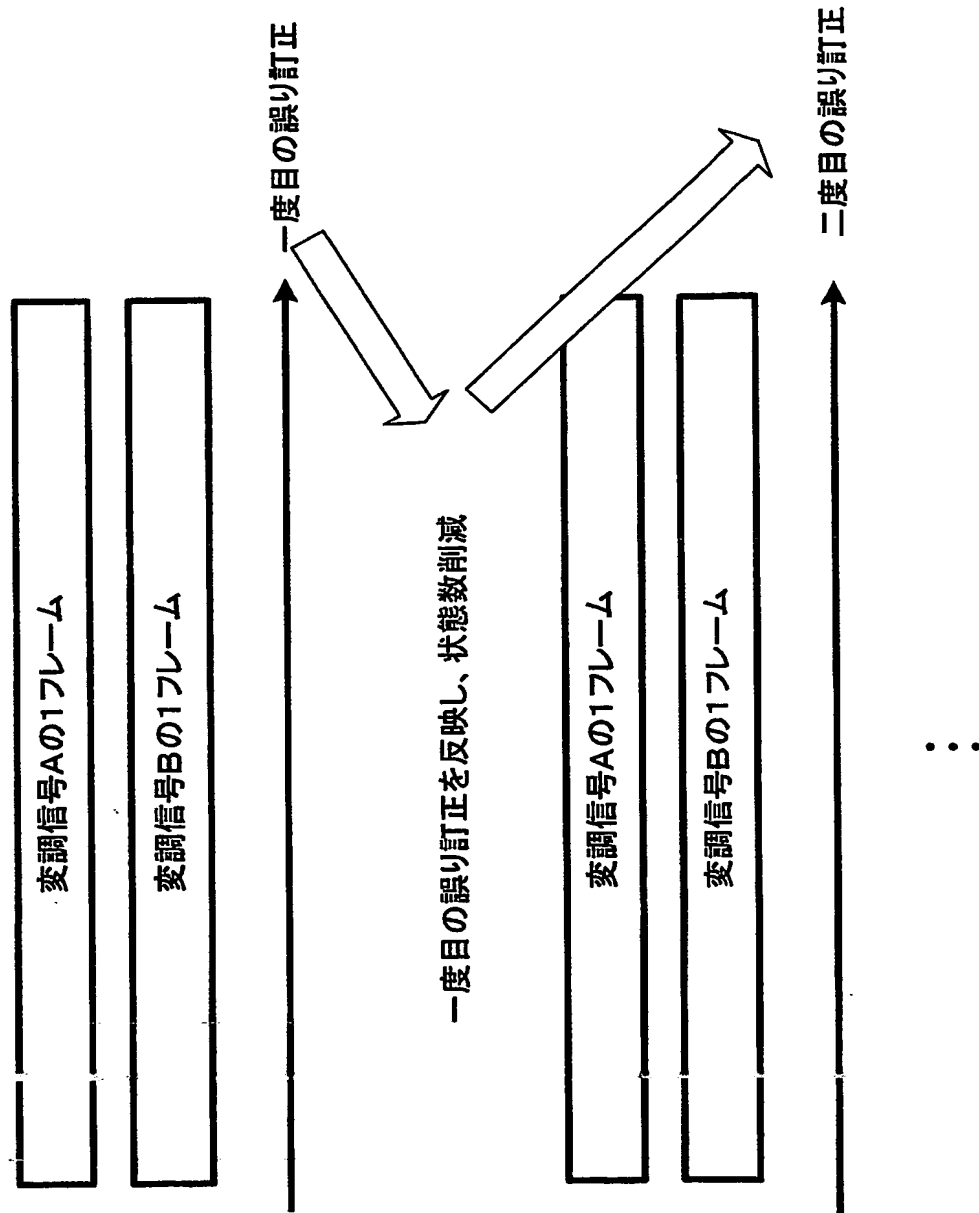 変調信号Aの1フレーム
変調信号Bの1フレーム
一度目の誤り訂正
一度目の誤り訂正を反映し、状態数削減
変調信号Aの1フレーム
変調信号Bの1フレーム
二度目の誤り訂正